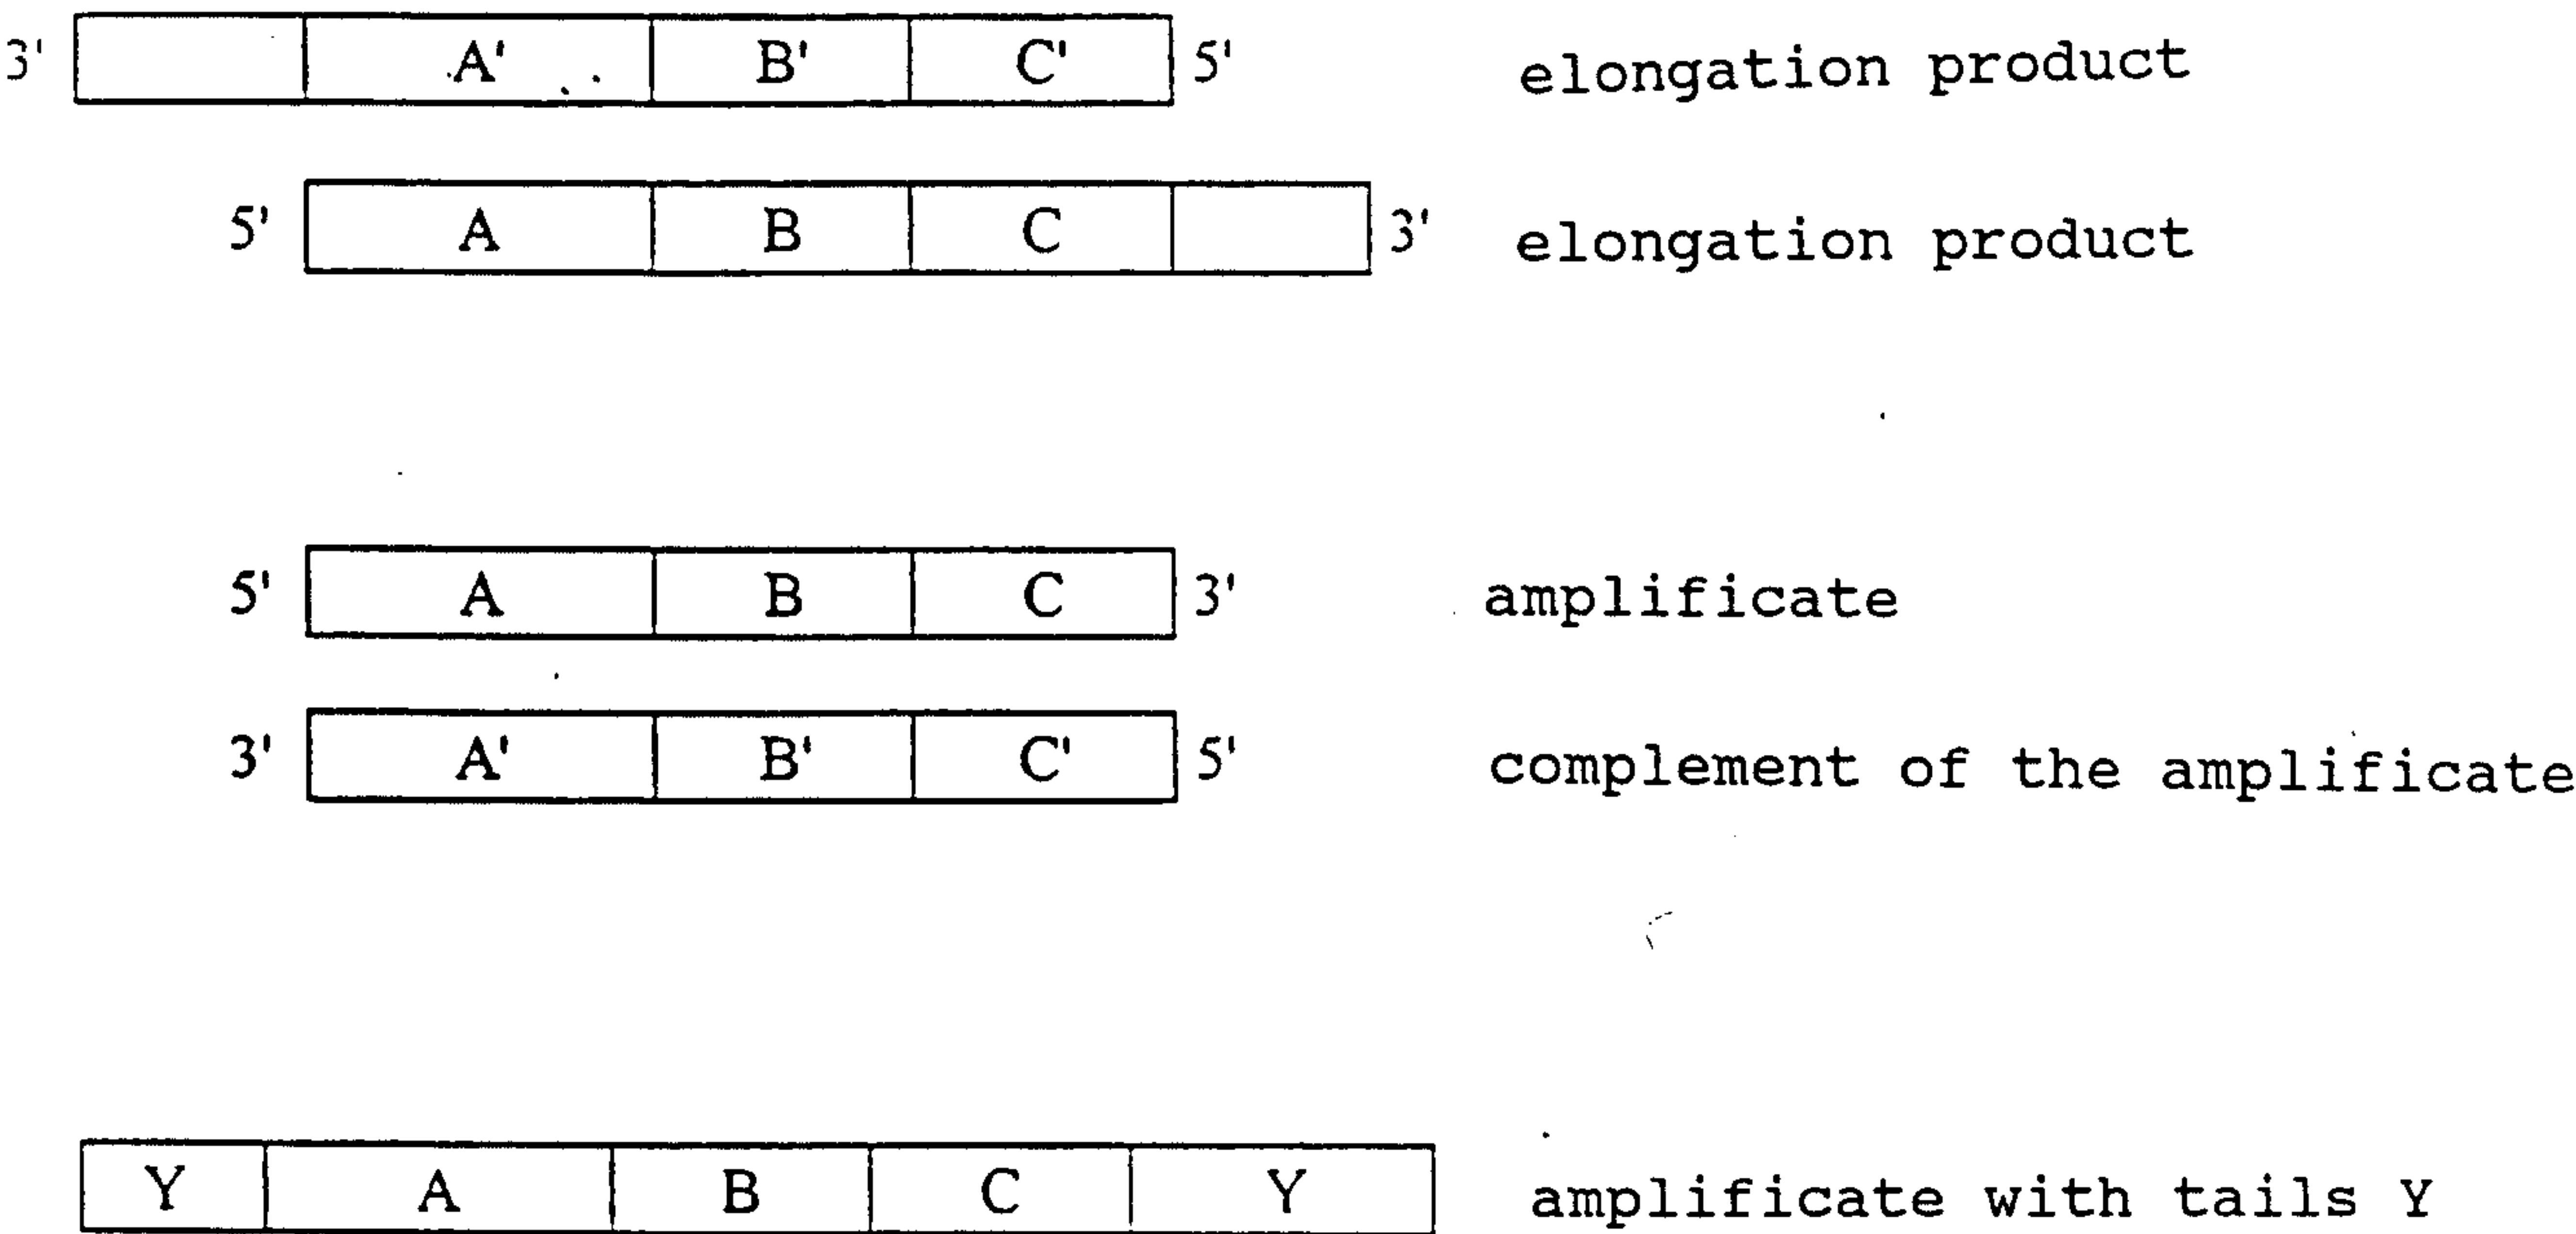 3' A' B' C' 5' elongation product
5' A B C 3' elongation product
5' A B C 3' amplificate
3' A' B' C' 5' complement of the amplificate
Y A B C Y amplificate with tails Y